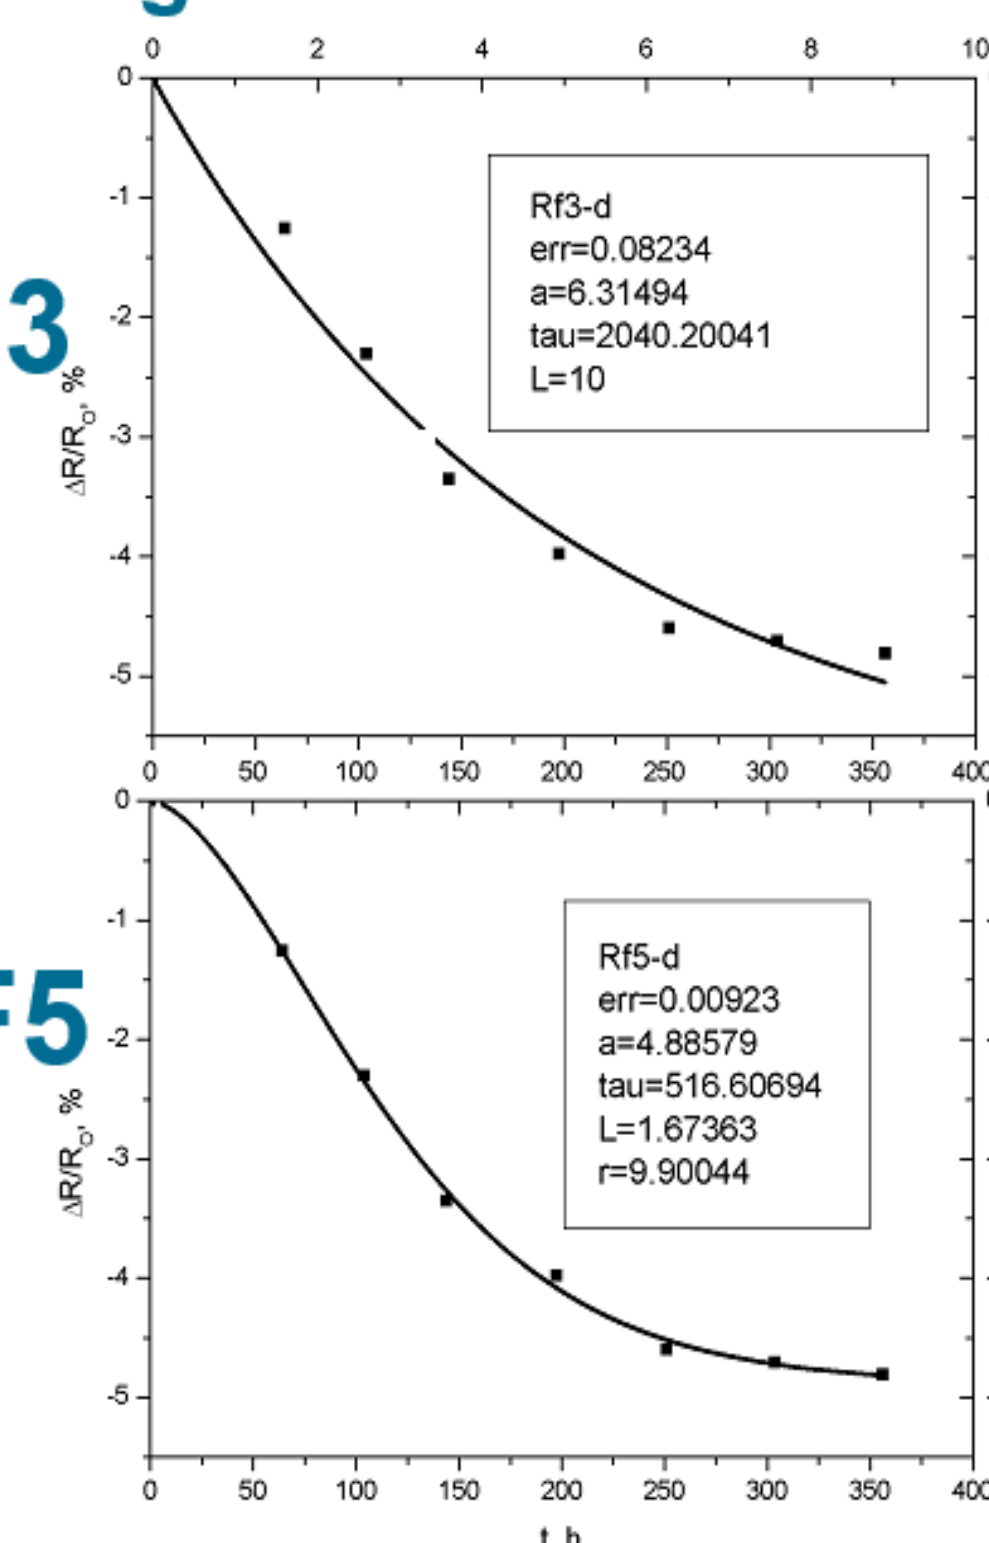 0 2 4 6 8 10
0
-1
-2
-3
-4
-5
3
ΔR/R₀, %
Rf3-d
err=0.08234
a=6.31494
tau=2040.20041
L=10
0 50 100 150 200 250 300 350 400
0
-1
-2
-3
-4
-5
F5
ΔR/R₀, %
Rf5-d
err=0.00923
a=4.88579
tau=516.60694
L=1.67363
r=9.90044
0 50 100 150 200 250 300 350 400
t, h